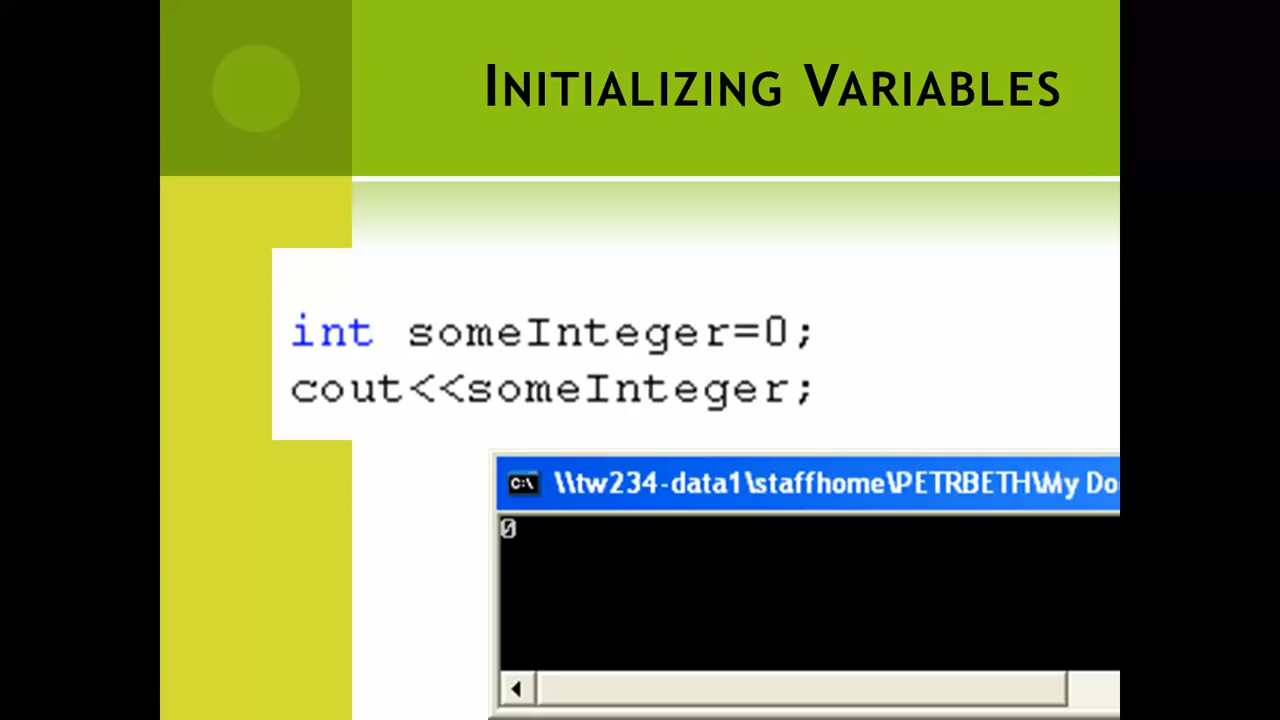 INITIALIZING VARIABLES
int someInteger=0;
cout<<someInteger;
C:\ \\tw234-data1\staffhome\PETRBETH\My Do
0